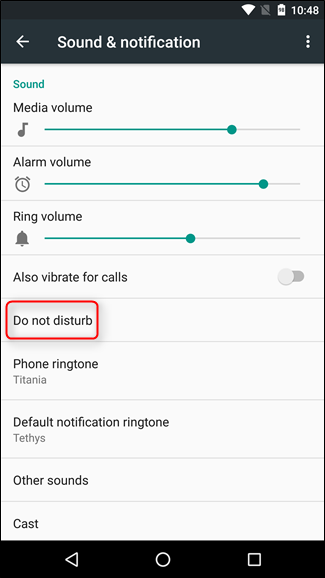 10:48
Sound & notification
Sound
Media volume
Alarm volume
Ring volume
Also vibrate for calls
Do not disturb
Phone ringtone
Titania
Default notification ringtone
Tethys
Other sounds
Cast